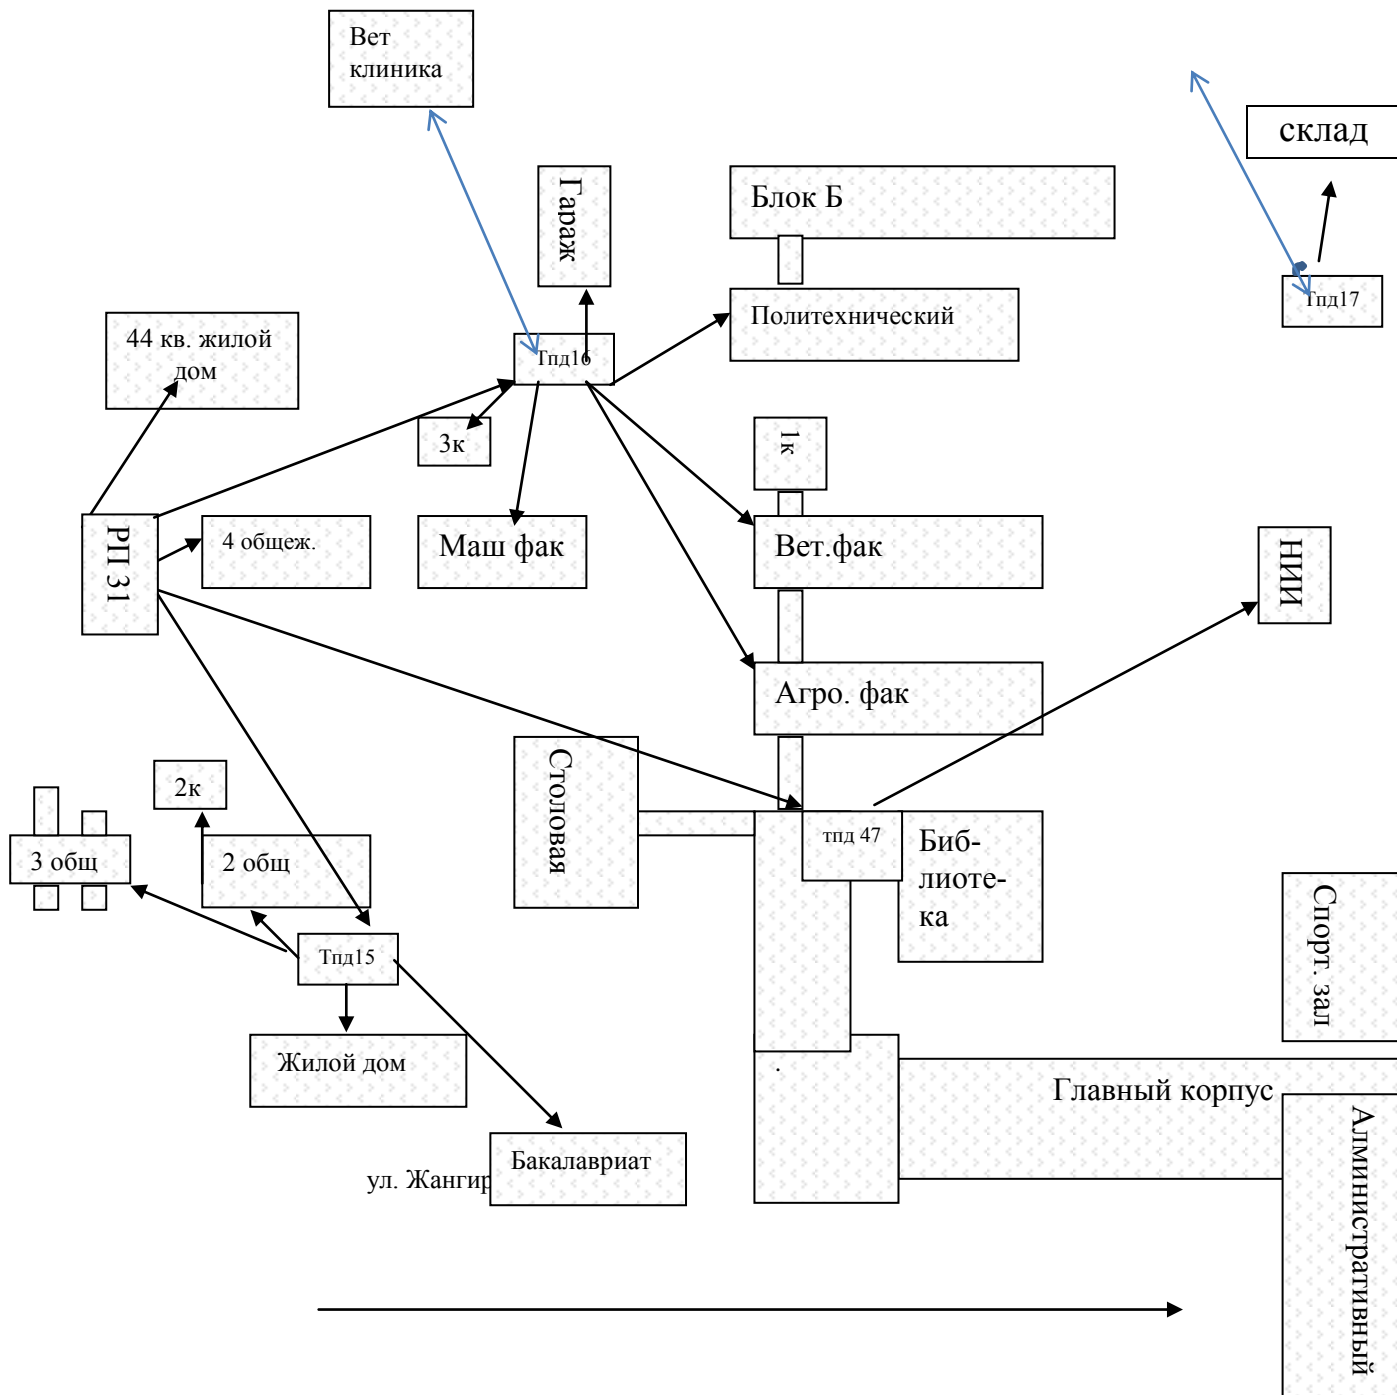 Вет
клиника
склад
Гараж
Блок Б
Тпд17
Политехнический
44 кв. жилой
дом
Тпд16
3к
1к
РП 31
4 общеж.
Маш фак
Вет.фак
НИИ
Агро. фак
Столовая
2к
3 общ
2 общ
тпд 47
Биб-
лиоте-
ка
Спорт. зал
Тпд15
Жилой дом
.
Главный корпус
Алминистративный
Бакалавриат
ул. Жангир